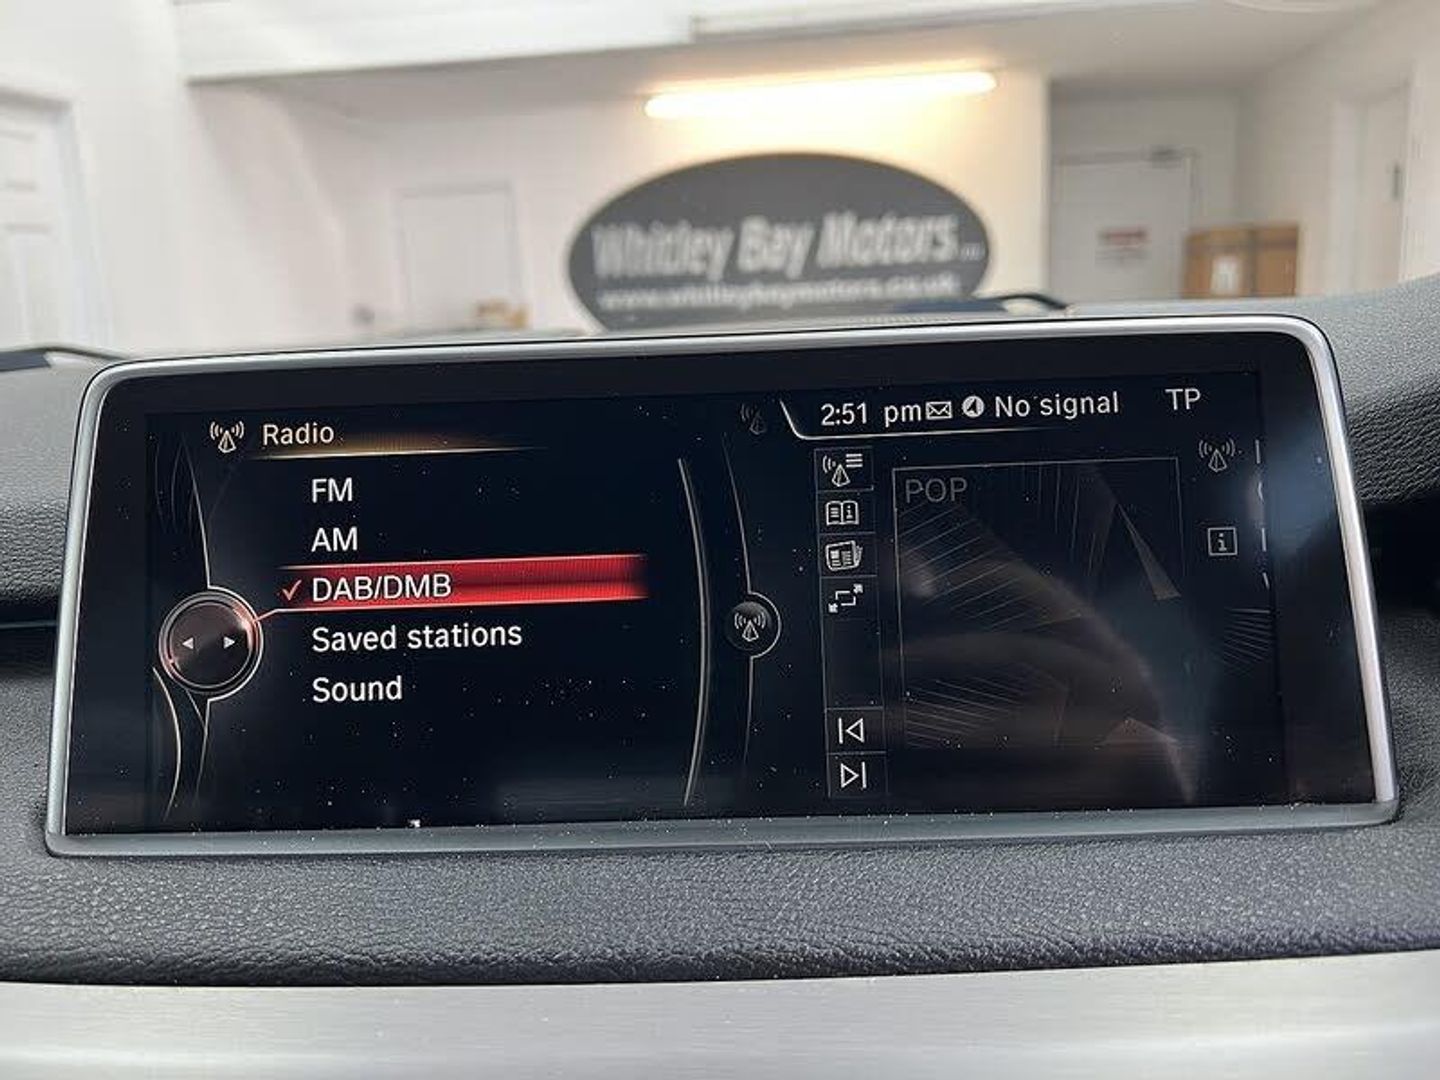 Whitley Bay Motors
www.whitleybaymotors.co.uk
Radio
2:51 pm No signal TP
FM
AM
DAB/DMB
Saved stations
Sound
POP